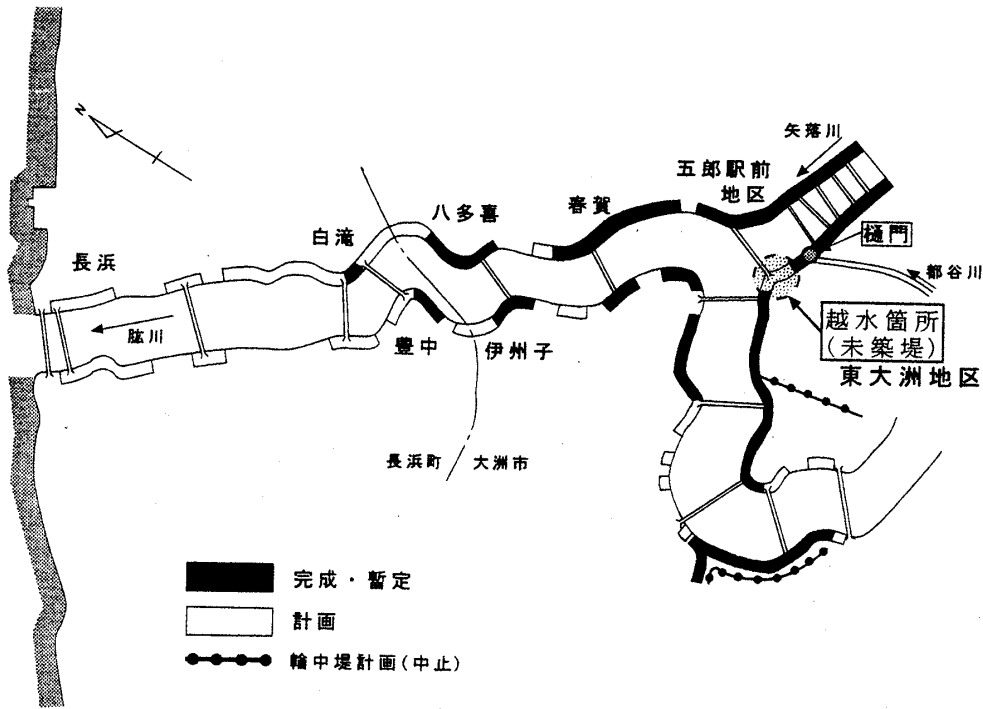 N
矢落川
五郎駅前
地区
樋門
都谷川
越水箇所
(未築堤)
東大洲地区
春賀
八多喜
白滝
長浜
肱川
豊中
伊州子
長浜町
大洲市
完成・暫定
計画
輪中堤計画(中止)